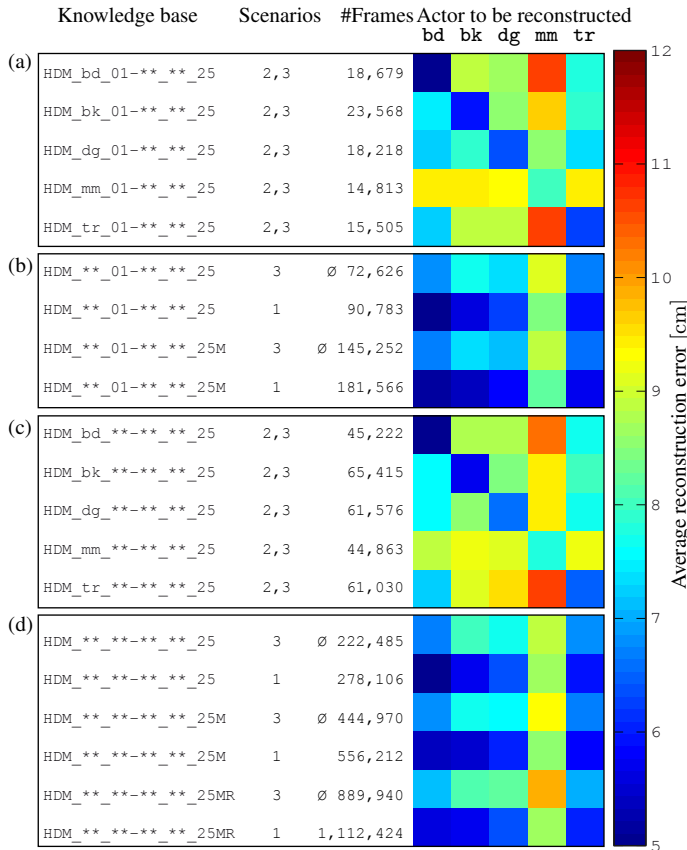 Knowledge base Scenarios #Frames Actor to be reconstructed
bd bk dg mm tr
(a)
HDM_bd_01-**_**_25 2,3 18,679
HDM_bk_01-**_**_25 2,3 23,568
HDM_dg_01-**_**_25 2,3 18,218
HDM_mm_01-**_**_25 2,3 14,813
HDM_tr_01-**_**_25 2,3 15,505
(b)
HDM_**_01-**_**_25 3 ∅ 72,626
HDM_**_01-**_**_25 1 90,783
HDM_**_01-**_**_25M 3 ∅ 145,252
HDM_**_01-**_**_25M 1 181,566
(c)
HDM_bd_**-**_**_25 2,3 45,222
HDM_bk_**-**_**_25 2,3 65,415
HDM_dg_**-**_**_25 2,3 61,576
HDM_mm_**-**_**_25 2,3 44,863
HDM_tr_**-**_**_25 2,3 61,030
(d)
HDM_**_**-**_**_25 3 ∅ 222,485
HDM_**_**-**_**_25 1 278,106
HDM_**_**-**_**_25M 3 ∅ 444,970
HDM_**_**-**_**_25M 1 556,212
HDM_**_**-**_**_25MR 3 ∅ 889,940
HDM_**_**-**_**_25MR 1 1,112,424
12
11
10
9
8
7
6
5
Average reconstruction error [cm]